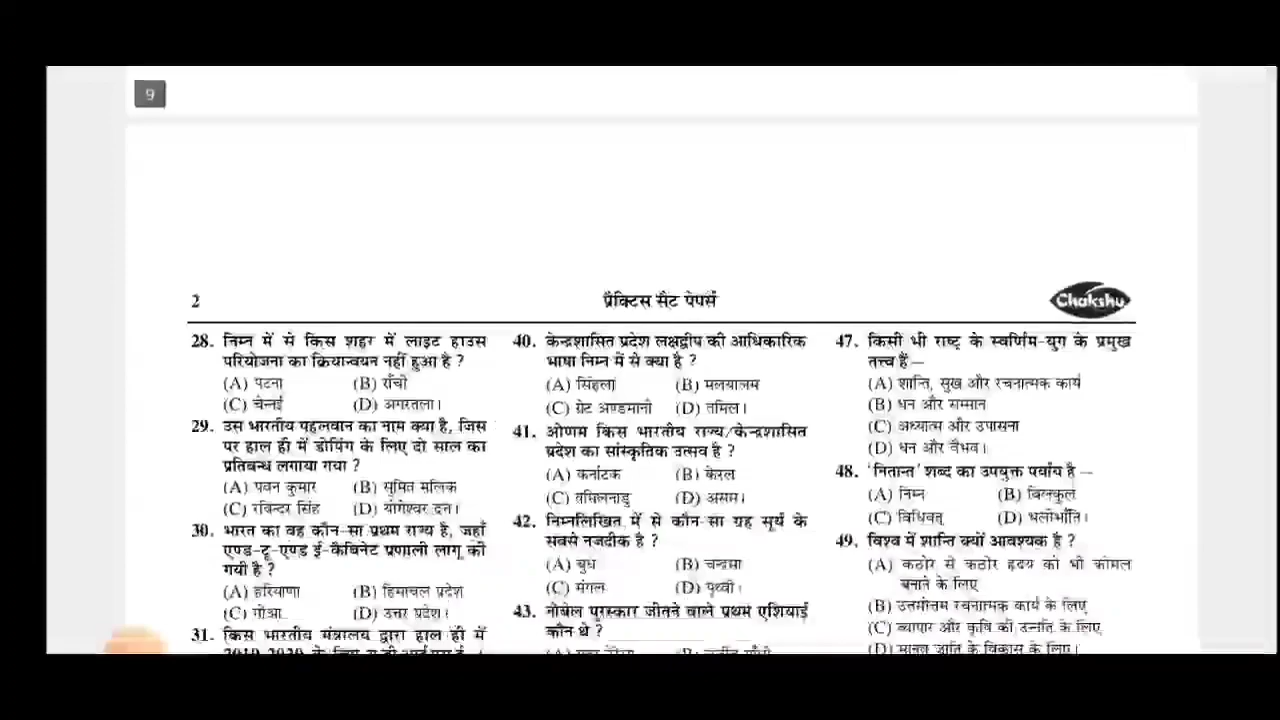 9
2
प्रैक्टिस सैट पेपर्स
Chakshu
28. निम्न में से किस शहर में लाइट हाउस
परियोजना का क्रियान्वयन नहीं हुआ है ?
(A) पटना (B) राँची
(C) चेन्नई (D) अगरतला।
29. उस भारतीय पहलवान का नाम क्या है, जिस
पर हाल ही में डोपिंग के लिए दो साल का
प्रतिबन्ध लगाया गया ?
(A) पवन कुमार (B) सुमित मलिक
(C) रविन्दर सिंह (D) योगेश्वर दत्त।
30. भारत का वह कौन-सा प्रथम राज्य है, जहाँ
एण्ड-टू-एण्ड ई-कैबिनेट प्रणाली लागू की
गयी है ?
(A) हरियाणा (B) हिमाचल प्रदेश
(C) गोआ (D) उत्तर प्रदेश।
31. किस भारतीय मंत्रालय द्वारा हाल ही में
2019-2020 के लिए
40. केन्द्रशासित प्रदेश लक्षद्वीप की आधिकारिक
भाषा निम्न में से क्या है ?
(A) सिंहला (B) मलयालम
(C) ग्रेट अण्डमानी (D) तमिल।
41. ओणम किस भारतीय राज्य/केन्द्रशासित
प्रदेश का सांस्कृतिक उत्सव है ?
(A) कर्नाटक (B) केरल
(C) तमिलनाडु (D) असम।
42. निम्नलिखित में से कौन-सा ग्रह सूर्य के
सबसे नजदीक है ?
(A) बुध (B) चन्द्रमा
(C) मंगल (D) पृथ्वी।
43. नोबेल पुरस्कार जीतने वाले प्रथम एशियाई
कौन थे ?
47. किसी भी राष्ट्र के स्वर्णिम-युग के प्रमुख
तत्त्व हैं—
(A) शान्ति, सुख और रचनात्मक कार्य
(B) धन और सम्मान
(C) अध्यात्म और उपासना
(D) धन और वैभव।
48. 'नितान्त' शब्द का उपयुक्त पर्याय है—
(A) निम्न (B) बिल्कुल
(C) विधिवत् (D) भलीभाँति।
49. विश्व में शान्ति क्यों आवश्यक है ?
(A) कठोर से कठोर हृदय को भी कोमल
बनाने के लिए
(B) उत्तमोत्तम रचनात्मक कार्य के लिए
(C) व्यापार और कृषि की उन्नति के लिए
(D) मानव जाति के विकास के लिए।